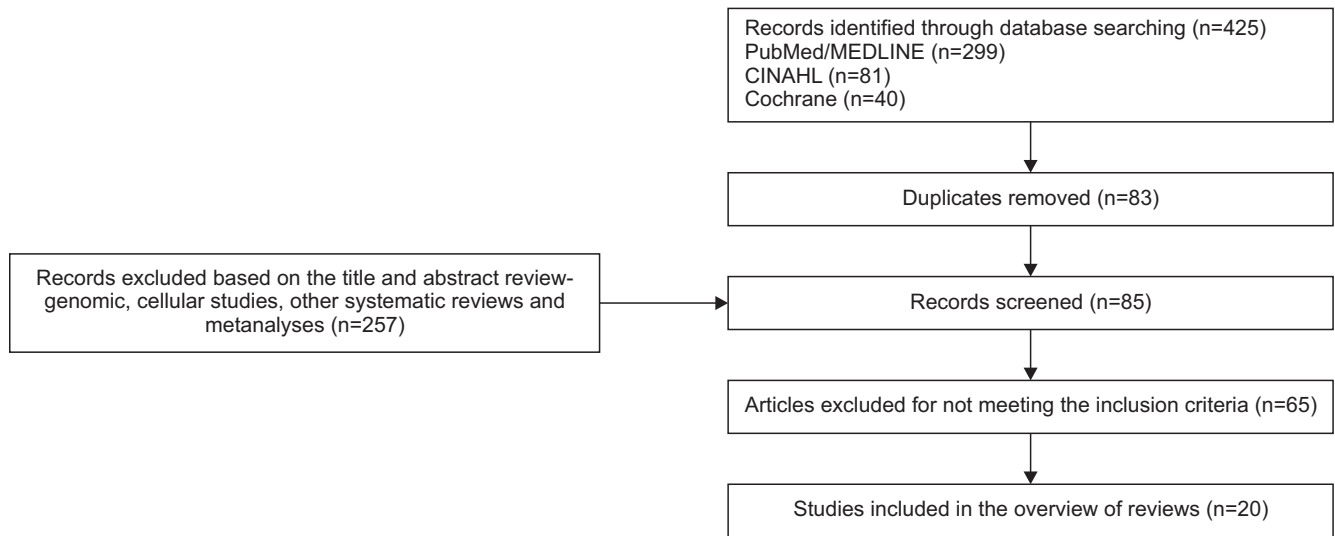 Records identified through database searching (n=425)
PubMed/MEDLINE (n=299)
CINAHL (n=81)
Cochrane (n=40)
Duplicates removed (n=83)
Records excluded based on the title and abstract review-
genomic, cellular studies, other systematic reviews and
metanalyses (n=257)
Records screened (n=85)
Articles excluded for not meeting the inclusion criteria (n=65)
Studies included in the overview of reviews (n=20)